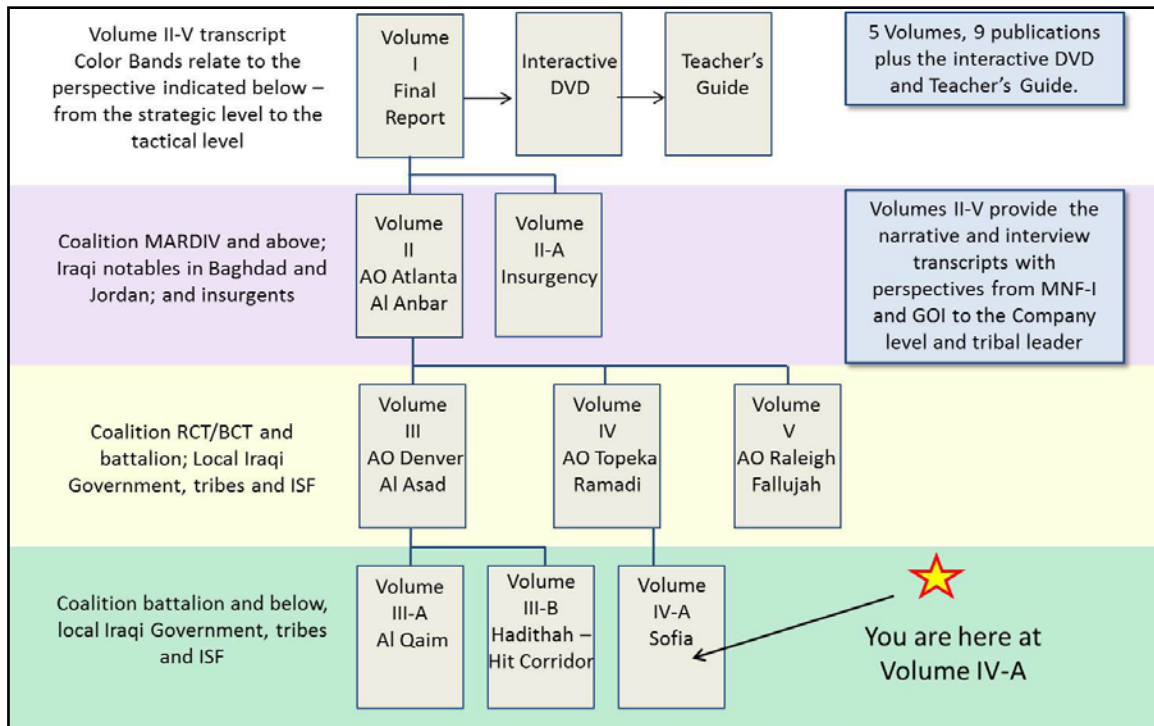 Volume II-V transcript
Color Bands relate to the
perspective indicated below –
from the strategic level to the
tactical level
Volume
I
Final
Report
Interactive
DVD
Teacher's
Guide
5 Volumes, 9 publications
plus the interactive DVD
and Teacher's Guide.
Coalition MARDIV and above;
Iraqi notables in Baghdad and
Jordan; and insurgents
Volume
II
AO Atlanta
Al Anbar
Volume
II-A
Insurgency
Volumes II-V provide the
narrative and interview
transcripts with
perspectives from MNF-I
and GOI to the Company
level and tribal leader
Coalition RCT/BCT and
battalion; Local Iraqi
Government, tribes and ISF
Volume
III
AO Denver
Al Asad
Volume
IV
AO Topeka
Ramadi
Volume
V
AO Raleigh
Fallujah
Coalition battalion and below,
local Iraqi Government, tribes
and ISF
Volume
III-A
Al Qaim
Volume
III-B
Hadithah –
Hit Corridor
Volume
IV-A
Sofia
You are here at
Volume IV-A